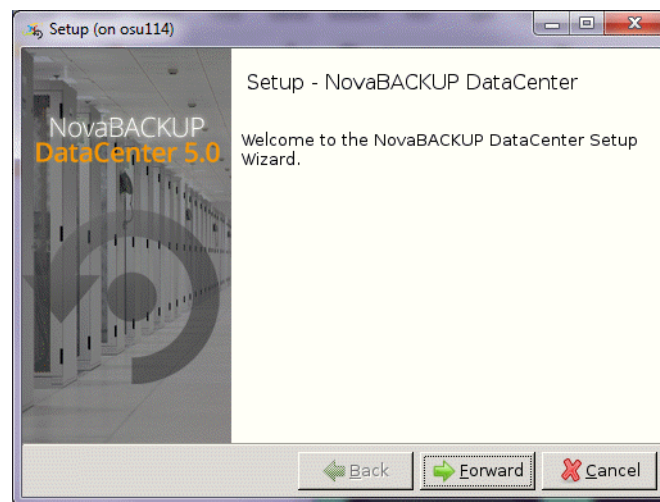 Setup (on osu114)
Setup - NovaBACKUP DataCenter
NovaBACKUP
DataCenter 5.0
Welcome to the NovaBACKUP DataCenter Setup
Wizard.
Back
Forward
Cancel